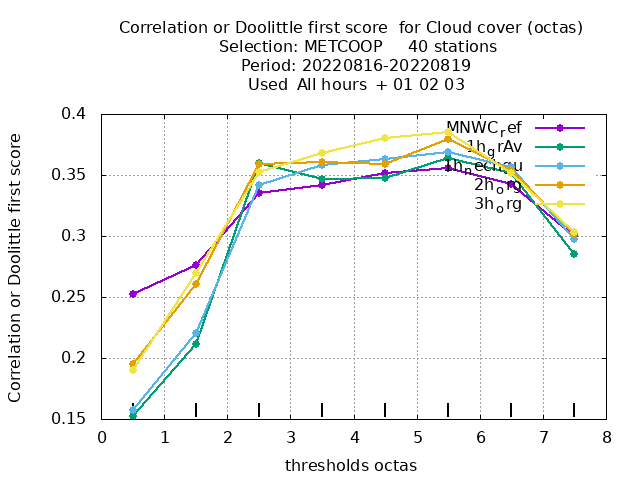 Correlation or Doolittle first score  for Cloud cover (octas)
Selection: METCOOP     40 stations
Period: 20220816-20220819
Used  All hours  + 01 02 03
Correlation or Doolittle first score
0.4
0.35
0.3
0.25
0.2
0.15
MNWC_ref
1h_grAv
2h_org
3h_org
0 1 2 3 4 5 6 7 8
thresholds octas